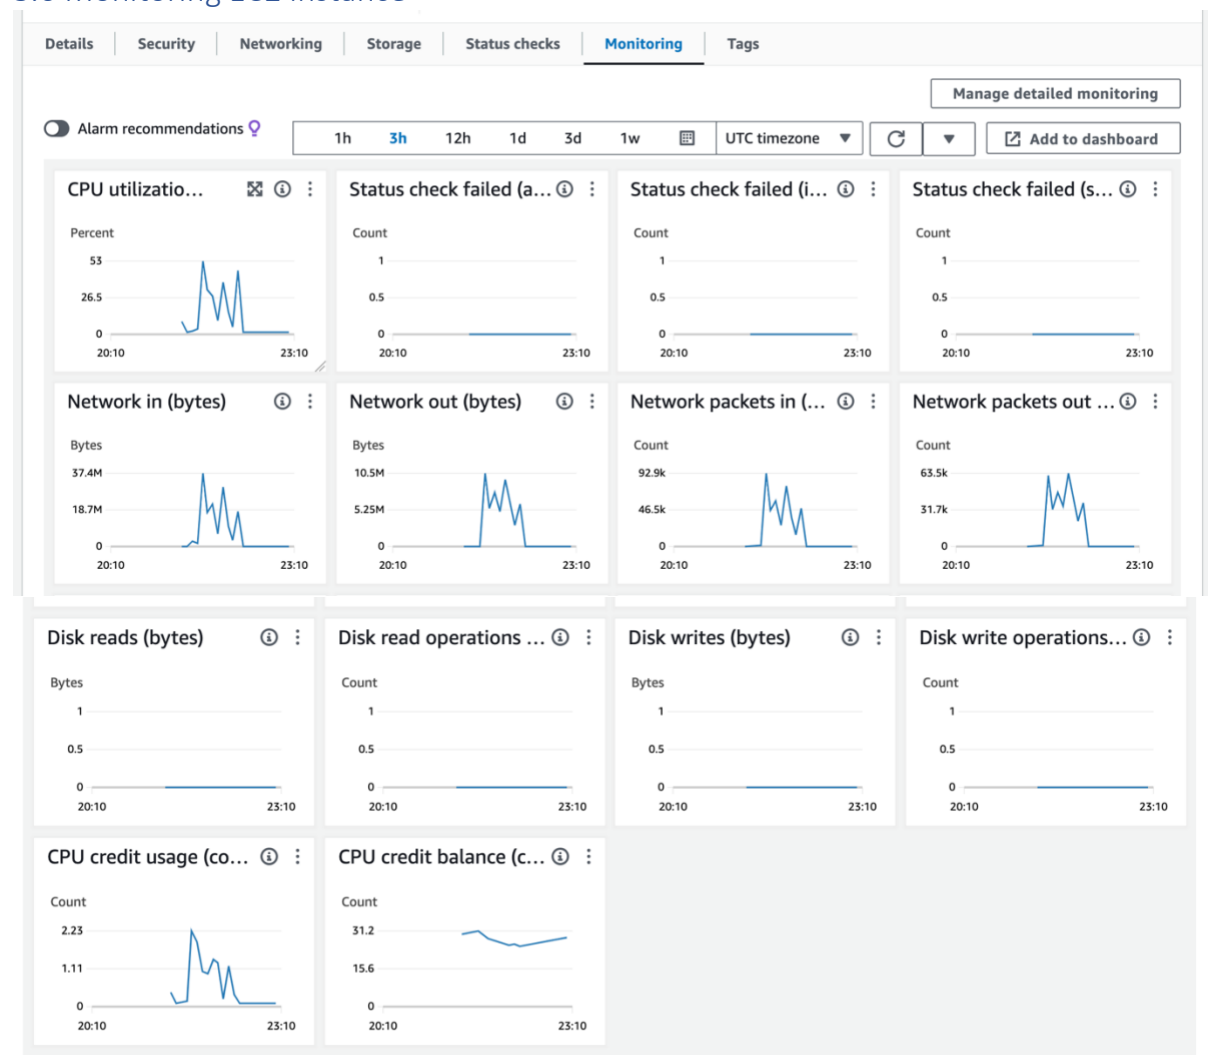 Details Security Networking Storage Status checks Monitoring Tags
Manage detailed monitoring
Alarm recommendations 1h 3h 12h 1d 3d 1w UTC timezone Add to dashboard
CPU utilizatio... Status check failed (a... Status check failed (i... Status check failed (s...
Percent Count Count Count
53 1 1 1
26.5 0.5 0.5 0.5
0 0 0 0
20:10 23:10 20:10 23:10 20:10 23:10 20:10 23:10
Network in (bytes) Network out (bytes) Network packets in (... Network packets out ...
Bytes Bytes Count Count
37.4M 10.5M 92.9k 63.5k
18.7M 5.25M 46.5k 31.7k
0 0 0 0
20:10 23:10 20:10 23:10 20:10 23:10 20:10 23:10
Disk reads (bytes) Disk read operations ... Disk writes (bytes) Disk write operations...
Bytes Count Bytes Count
1 1 1 1
0.5 0.5 0.5 0.5
0 0 0 0
20:10 23:10 20:10 23:10 20:10 23:10 20:10 23:10
CPU credit usage (co... CPU credit balance (c...
Count Count
2.23 31.2
1.11 15.6
0 0
20:10 23:10 20:10 23:10